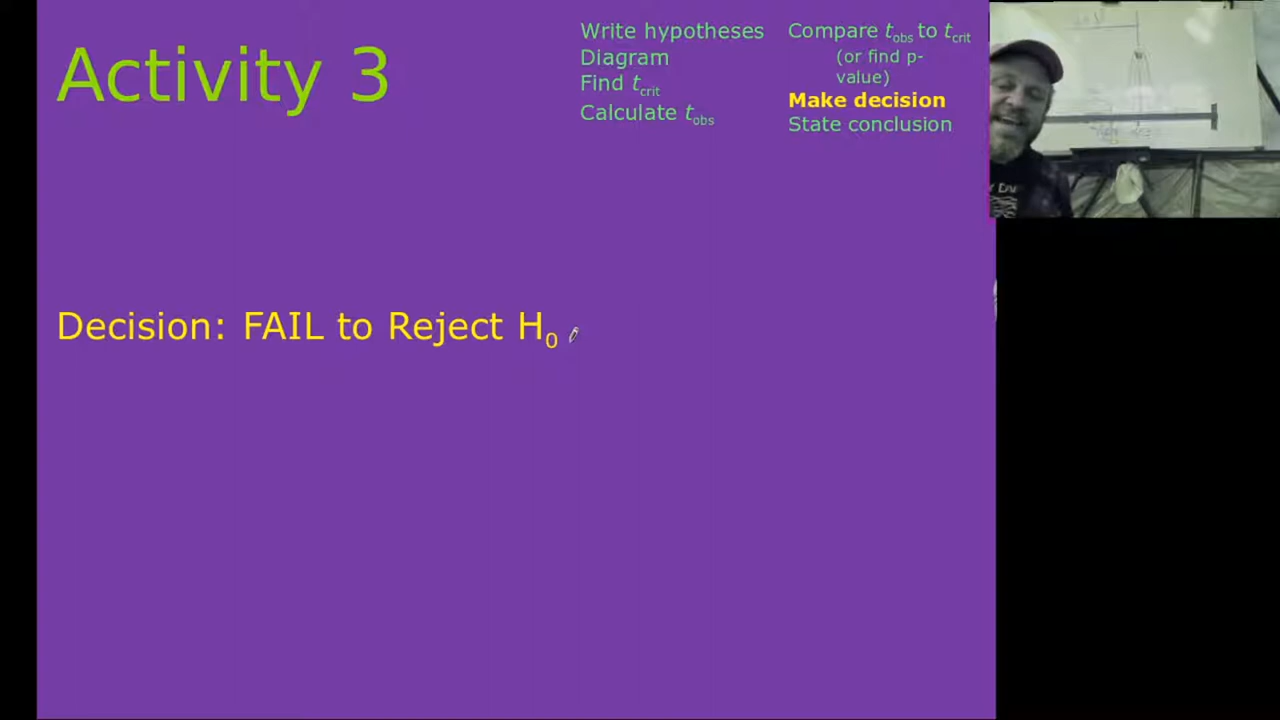 Activity 3
Write hypotheses
Diagram
Find tcrit
Calculate tobs
Compare tobs to tcrit
(or find p-
value)
Make decision
State conclusion
Decision: FAIL to Reject H0